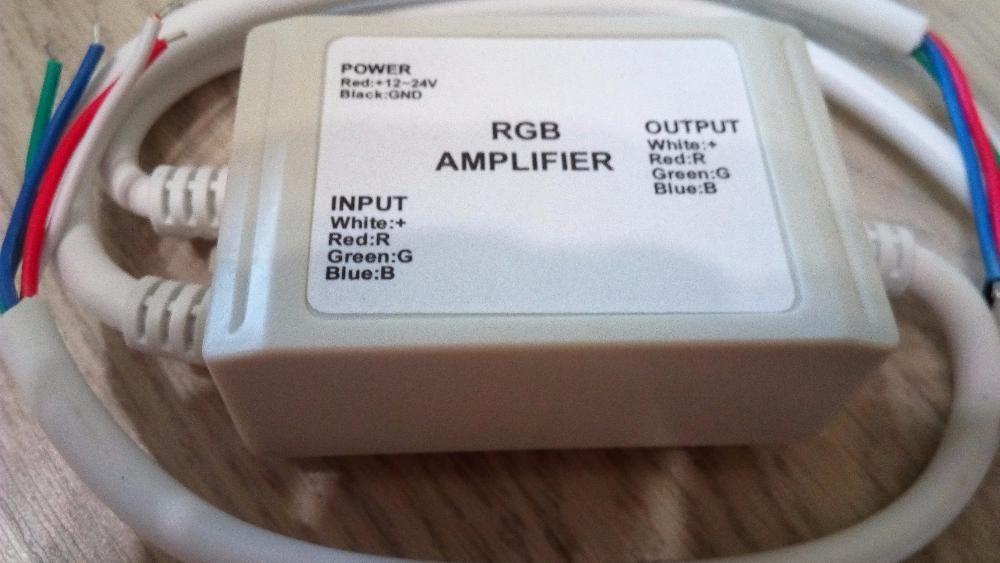 POWER
Red:+12~24V
Black:GND
RGB
AMPLIFIER
OUTPUT
White:+
Red:R
Green:G
Blue:B
INPUT
White:+
Red:R
Green:G
Blue:B